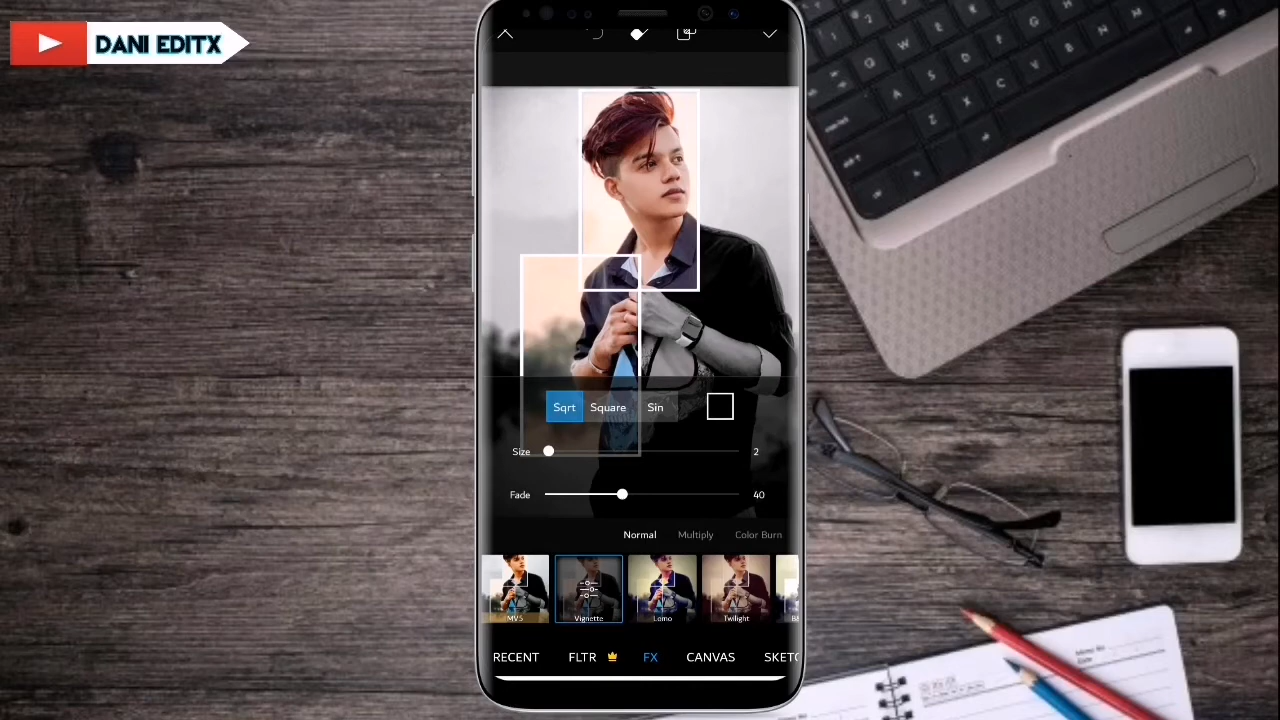 DANI EDITX
Sqrt Square Sin
Size 2
Fade 40
Normal Multiply Color Burn
MV5 Vignette Lomo Twilight
RECENT FLTR FX CANVAS